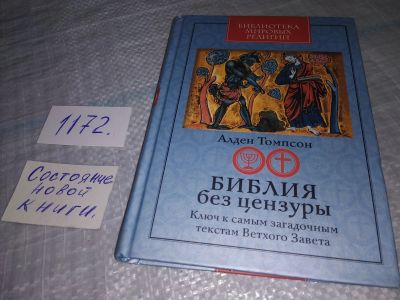 БИБЛИОТЕКА
МИРОВЫХ
РЕЛИГИЙ
Алден Томпсон
БИБЛИЯ
без цензуры
Ключ к самым загадочным
текстам Ветхого Завета
1172.
Состояние
новой
книги.